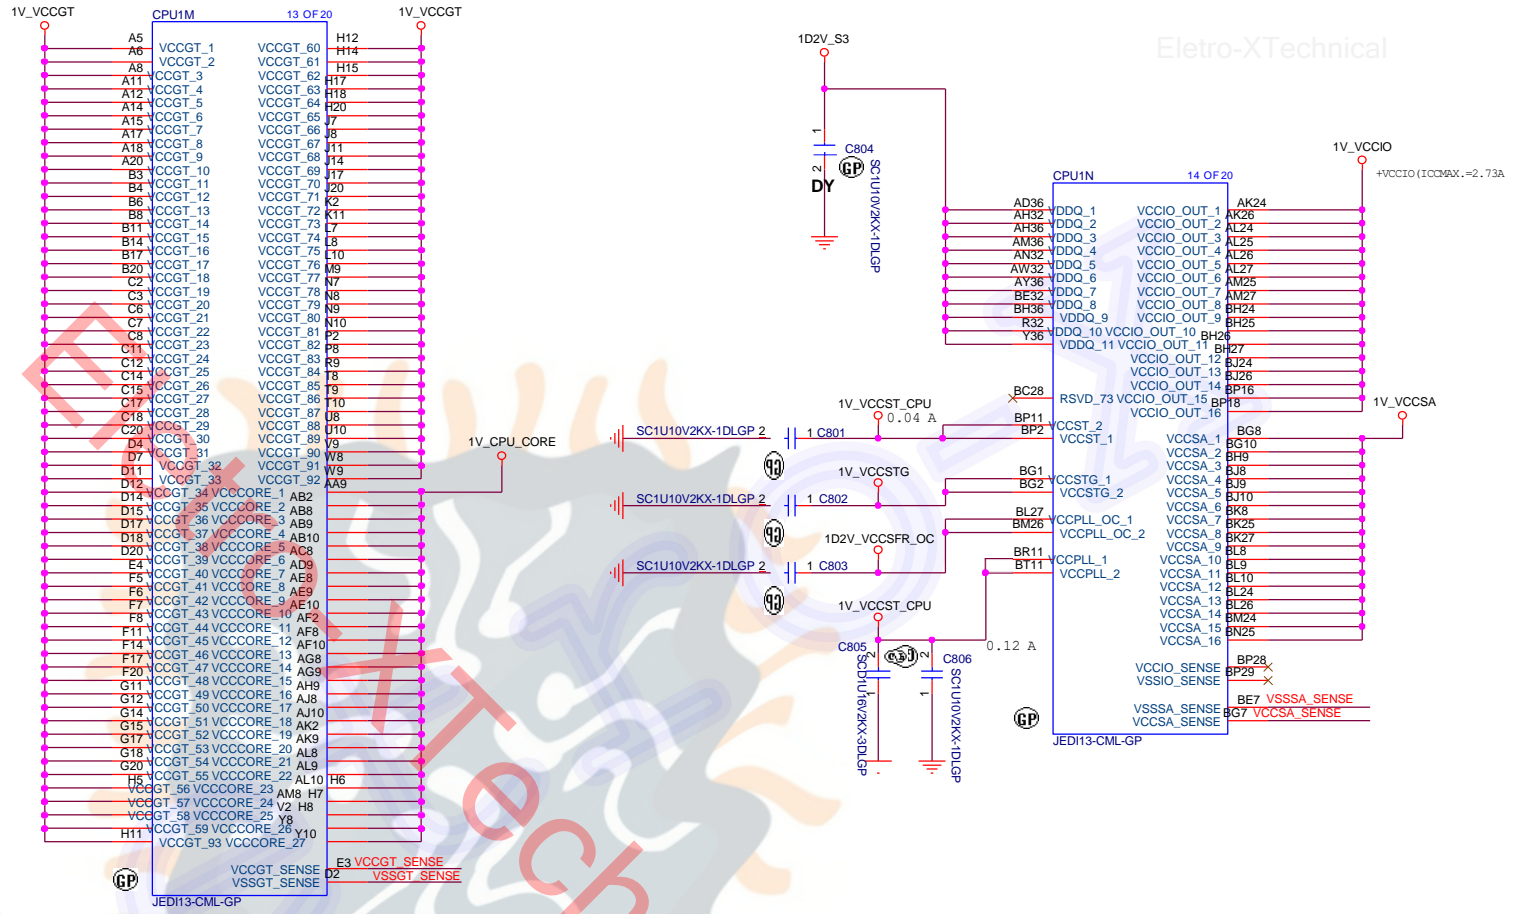 1V_VCCGT
CPU1M
13 OF 20
1V_VCCGT
A5 VCCGT_1 VCCGT_60 H12
A6 VCCGT_2 VCCGT_61 H14
A8 VCCGT_3 VCCGT_62 H15
A11 VCCGT_4 VCCGT_63 H17
A12 VCCGT_5 VCCGT_64 H18
A14 VCCGT_6 VCCGT_65 H20
A15 VCCGT_7 VCCGT_66 J7
A17 VCCGT_8 VCCGT_67 J8
A18 VCCGT_9 VCCGT_68 J11
A20 VCCGT_10 VCCGT_69 J14
B3 VCCGT_11 VCCGT_70 J17
B4 VCCGT_12 VCCGT_71 J20
B6 VCCGT_13 VCCGT_72 K2
B8 VCCGT_14 VCCGT_73 K11
B11 VCCGT_15 VCCGT_74 L7
B14 VCCGT_16 VCCGT_75 L8
B17 VCCGT_17 VCCGT_76 L10
B20 VCCGT_18 VCCGT_77 M9
C2 VCCGT_19 VCCGT_78 N7
C3 VCCGT_20 VCCGT_79 N8
C6 VCCGT_21 VCCGT_80 N9
C7 VCCGT_22 VCCGT_81 N10
C8 VCCGT_23 VCCGT_82 P2
C11 VCCGT_24 VCCGT_83 P8
C12 VCCGT_25 VCCGT_84 R9
C14 VCCGT_26 VCCGT_85 T8
C15 VCCGT_27 VCCGT_86 T9
C17 VCCGT_28 VCCGT_87 T10
C18 VCCGT_29 VCCGT_88 U8
C20 VCCGT_30 VCCGT_89 U10
D4 VCCGT_31 VCCGT_90 V9
D7 VCCGT_32 VCCGT_91 W8
D11 VCCGT_33 VCCGT_92 W9
D12 VCCGT_34 VCCCORE_1 AA9
D14 VCCGT_35 VCCCORE_2 AB2
D15 VCCGT_36 VCCCORE_3 AB8
D17 VCCGT_37 VCCCORE_4 AB9
D18 VCCGT_38 VCCCORE_5 AB10
D20 VCCGT_39 VCCCORE_6 AC8
E4 VCCGT_40 VCCCORE_7 AD9
F5 VCCGT_41 VCCCORE_8 AE8
F6 VCCGT_42 VCCCORE_9 AE9
F7 VCCGT_43 VCCCORE_10 AE10
F8 VCCGT_44 VCCCORE_11 AF2
F11 VCCGT_45 VCCCORE_12 AF8
F14 VCCGT_46 VCCCORE_13 AF10
F17 VCCGT_47 VCCCORE_14 AG8
F20 VCCGT_48 VCCCORE_15 AG9
G11 VCCGT_49 VCCCORE_16 AH9
G12 VCCGT_50 VCCCORE_17 AJ8
G14 VCCGT_51 VCCCORE_18 AJ10
G15 VCCGT_52 VCCCORE_19 AK2
G17 VCCGT_53 VCCCORE_20 AK9
G18 VCCGT_54 VCCCORE_21 AL8
G20 VCCGT_55 VCCCORE_22 AL9
H5 VCCGT_56 VCCCORE_23 AL10 H6
VCCGT_57 VCCCORE_24 AM8 H7
VCCGT_58 VCCCORE_25 V2 H8
VCCGT_59 VCCCORE_26 Y8
H11 VCCGT_93 VCCCORE_27 Y10
VCCGT_SENSE E3 VCCGT_SENSE
VSSGT_SENSE D2 VSSGT_SENSE
GP
JEDI13-CML-GP
1V_CPU_CORE
1D2V_S3
1
2
C804
GP
DY
SC1U10V2KX-1DLGP
Eletro-XTechnical
1V_VCCIO
+VCCIO(ICCMAX.=2.73A
CPU1N
14 OF 20
AD36 VDDQ_1 VCCIO_OUT_1 AK24
AH32 VDDQ_2 VCCIO_OUT_2 AK26
AH36 VDDQ_3 VCCIO_OUT_3 AL24
AM36 VDDQ_4 VCCIO_OUT_4 AL25
AN32 VDDQ_5 VCCIO_OUT_5 AL26
AW32 VDDQ_6 VCCIO_OUT_6 AL27
AY36 VDDQ_7 VCCIO_OUT_7 AM25
BE32 VDDQ_8 VCCIO_OUT_8 AM27
BH36 VDDQ_9 VCCIO_OUT_9 BH24
R32 VDDQ_10 VCCIO_OUT_10 BH25
Y36 VDDQ_11 VCCIO_OUT_11 BH26
VCCIO_OUT_12 BH27
VCCIO_OUT_13 BJ24
VCCIO_OUT_14 BJ26
BC28 RSVD_73 VCCIO_OUT_15 BP16
VCCIO_OUT_16 BP18
1V_VCCSA
1V_VCCST_CPU
0.04 A
BP11 VCCST_2
BP2 VCCST_1 VCCSA_1 BG8
VCCSA_2 BG10
VCCSA_3 BH9
BG1 VCCSTG_1 VCCSA_4 BJ8
BG2 VCCSTG_2 VCCSA_5 BJ9
VCCSA_6 BJ10
BL27 VCCPLL_OC_1 VCCSA_7 BK8
BM26 VCCPLL_OC_2 VCCSA_8 BK25
VCCSA_9 BK27
BR11 VCCPLL_1 VCCSA_10 BL8
BT11 VCCPLL_2 VCCSA_11 BL9
VCCSA_12 BL10
VCCSA_13 BL24
VCCSA_14 BL26
VCCSA_15 BM24
VCCSA_16 BN25
VCCIO_SENSE BP28
VSSIO_SENSE BP29
VSSSA_SENSE BE7 VSSSA_SENSE
VCCSA_SENSE BG7 VCCSA_SENSE
GP
JEDI13-CML-GP
SC1U10V2KX-1DLGP 2 1 C801
GP
1V_VCCSTG
SC1U10V2KX-1DLGP 2 1 C802
GP
1D2V_VCCSFR_OC
SC1U10V2KX-1DLGP 2 1 C803
GP
1V_VCCST_CPU
0.12 A
C805
2
1
SCD1U16V2KX-3DLGP
C806
2
1
SC1U10V2KX-1DLGP
Eletro-XTech